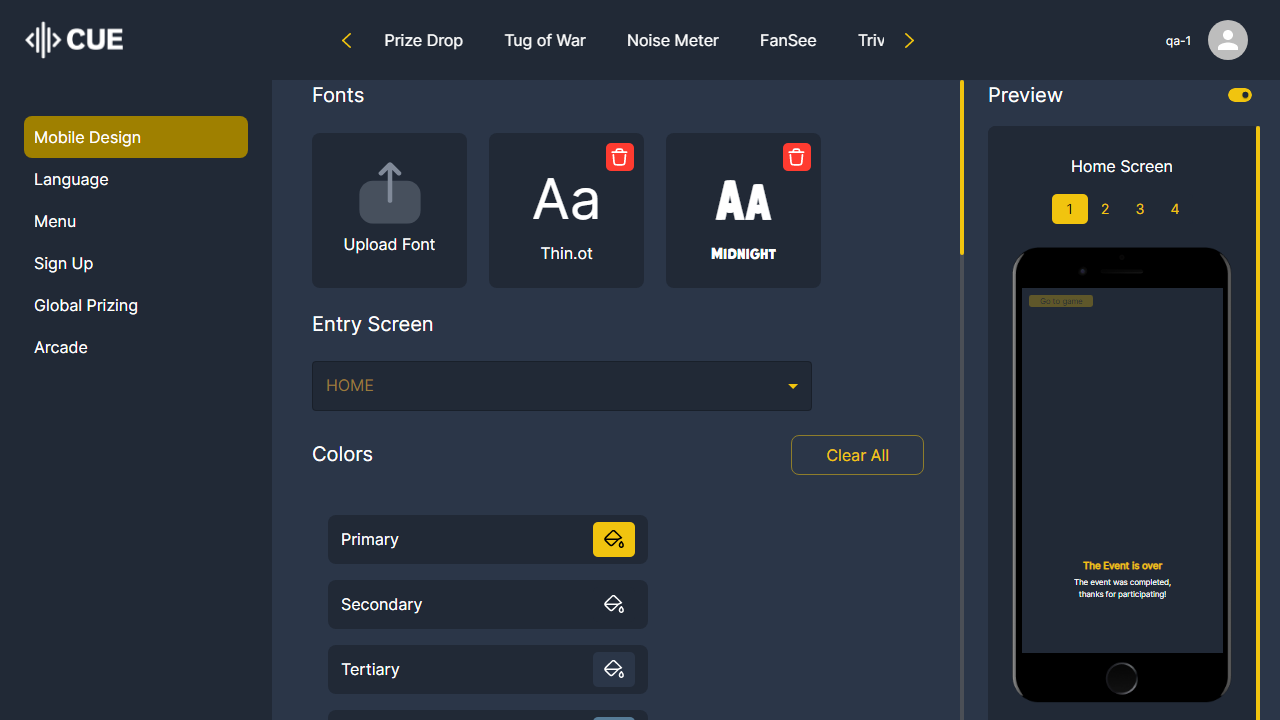 CUE
Prize Drop
Tug of War
Noise Meter
FanSee
Triv
qa-1
Mobile Design
Language
Menu
Sign Up
Global Prizing
Arcade
Fonts
Upload Font
Aa
Thin.ot
AA
MIDNIGHT
Entry Screen
HOME
Colors
Clear All
Primary
Secondary
Tertiary
Preview
Home Screen
1 2 3 4
Go to game
The Event is over
The event was completed,
thanks for participating!